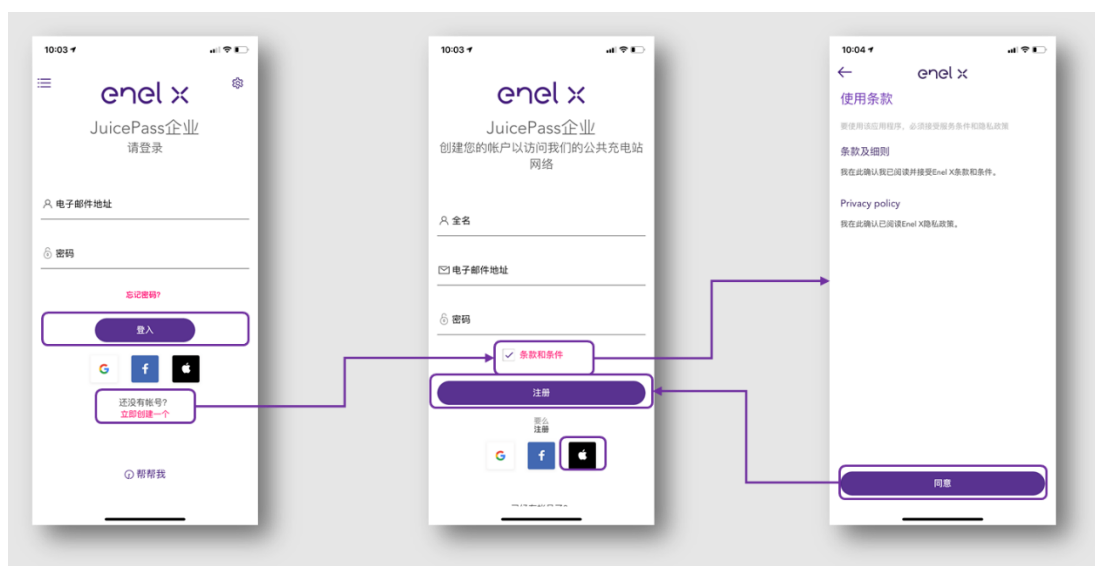 10:03
enel x
JuicePass企业
请登录
电子邮件地址
密码
忘记密码?
登入
G f
还没有帐号?
立即创建一个
帮帮我
10:03
enel x
JuicePass企业
创建您的帐户以访问我们的公共充电站
网络
全名
电子邮件地址
密码
条款和条件
注册
要么
注册
G f
10:04
enel x
使用条款
要使用该应用程序，必须接受服务条件和隐私政策
条款及细则
我在此确认我已阅读并接受Enel X条款和条件。
Privacy policy
我在此确认已阅读Enel X隐私政策。
同意